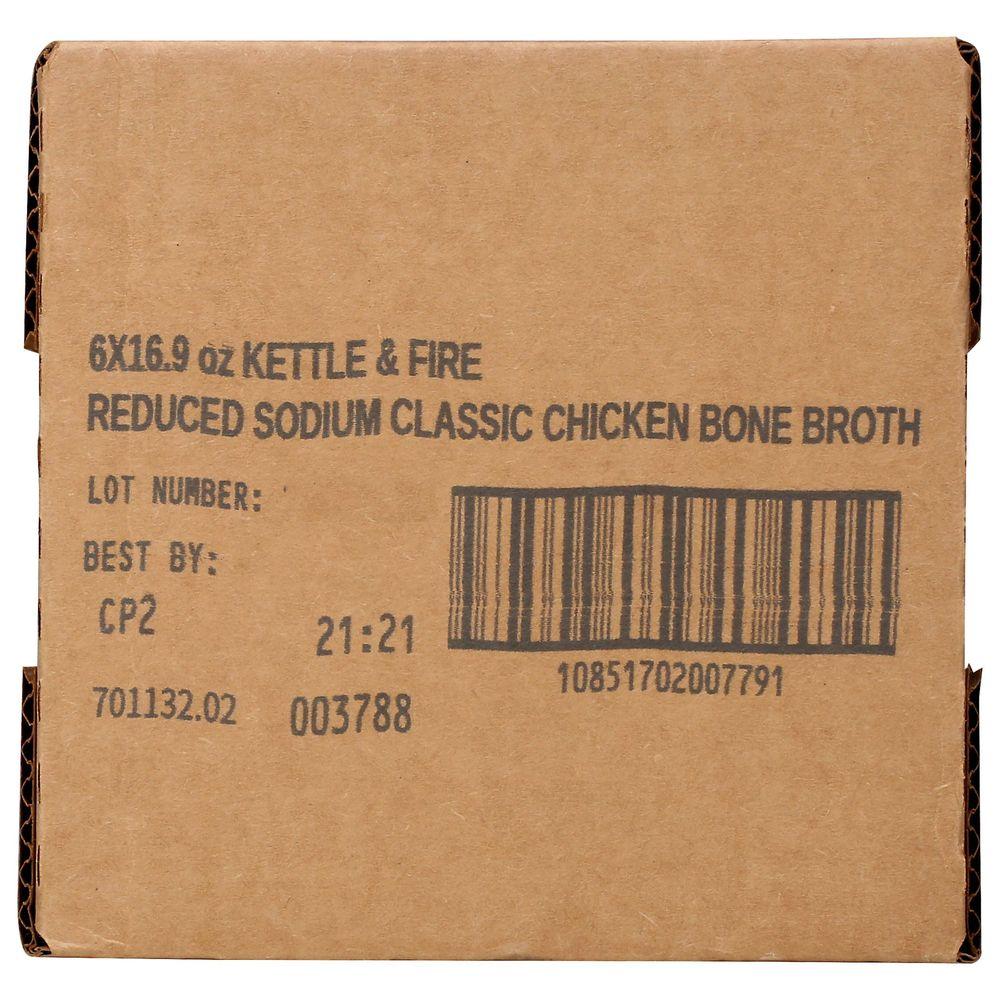 6X16.9 oz KETTLE & FIRE
REDUCED SODIUM CLASSIC CHICKEN BONE BROTH
LOT NUMBER:
BEST BY:
CP2 21:21
701132.02 003788
10851702007791